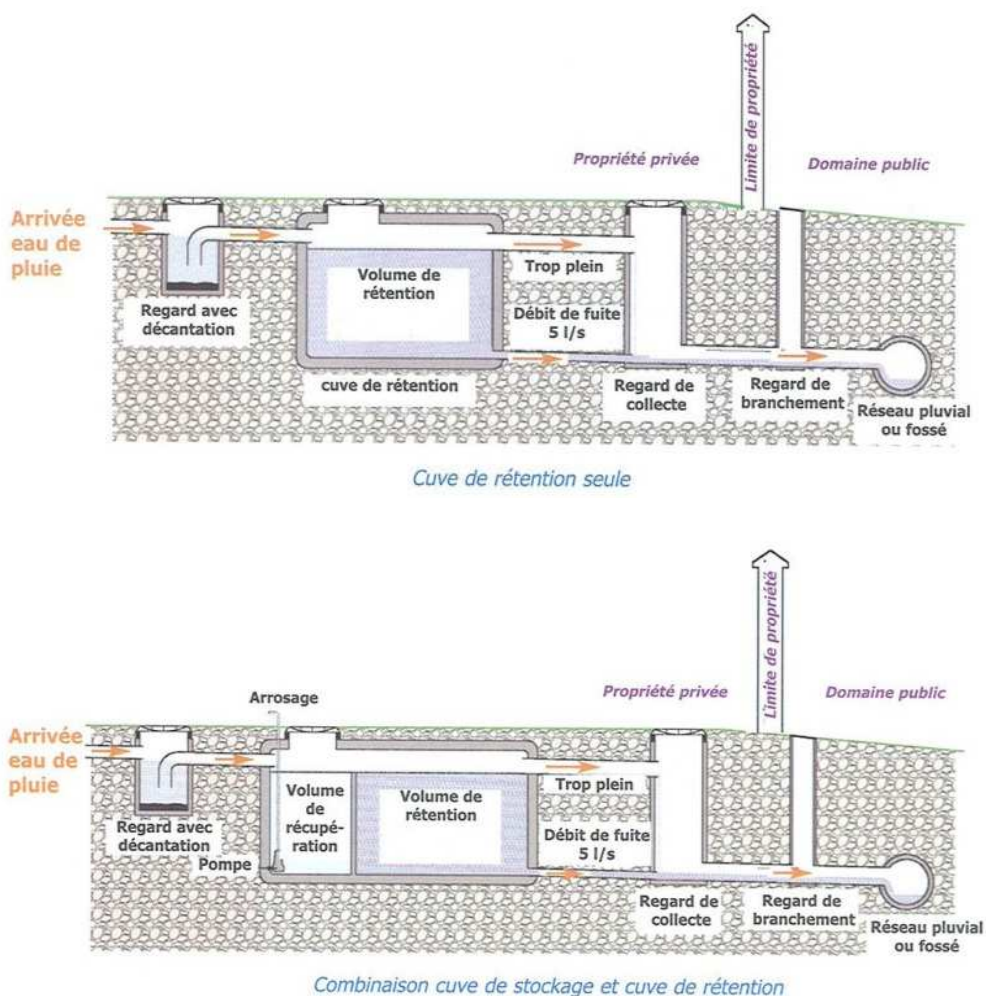 Limite de propriété
Propriété privée
Domaine public
Arrivée
eau de
pluie
Regard avec
décantation
Volume de
rétention
cuve de rétention
Trop plein
Débit de fuite
5 l/s
Regard de
collecte
Regard de
branchement
Réseau pluvial
ou fossé
Cuve de rétention seule
Limite de propriété
Propriété privée
Domaine public
Arrosage
Arrivée
eau de
pluie
Regard avec
décantation
Pompe
Volume
de
récupé-
ration
Volume de
rétention
Trop plein
Débit de fuite
5 l/s
Regard de
collecte
Regard de
branchement
Réseau pluvial
ou fossé
Combinaison cuve de stockage et cuve de rétention